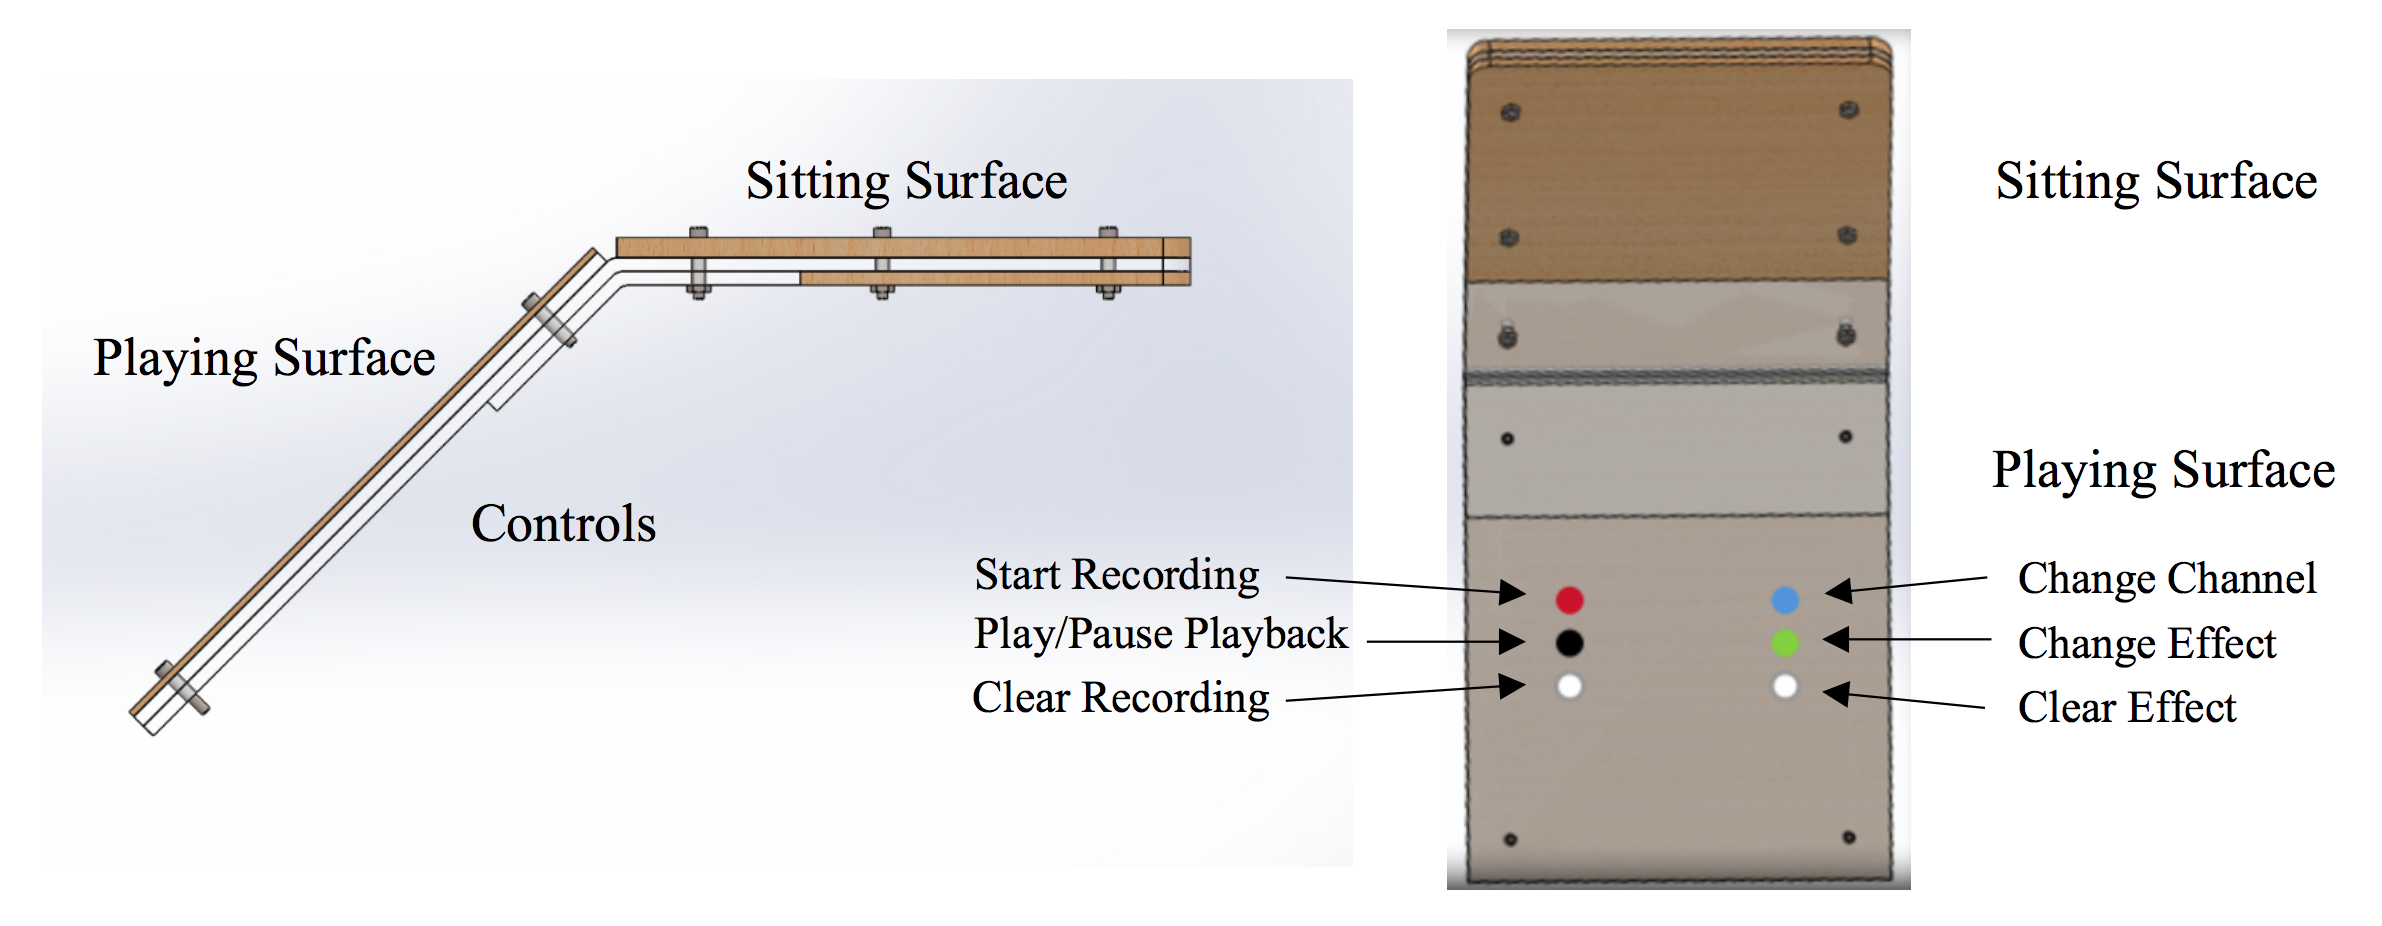 Sitting Surface
Playing Surface
Controls
Sitting Surface
Playing Surface
Start Recording
Play/Pause Playback
Clear Recording
Change Channel
Change Effect
Clear Effect